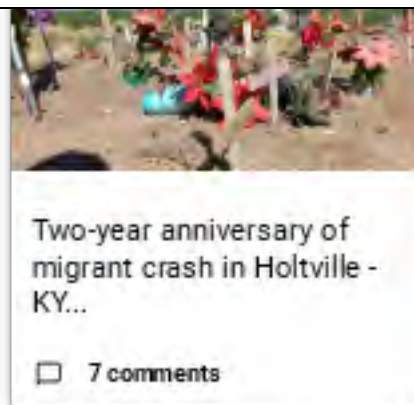 Two-year anniversary of
migrant crash in Holtville -
KY...
7 comments